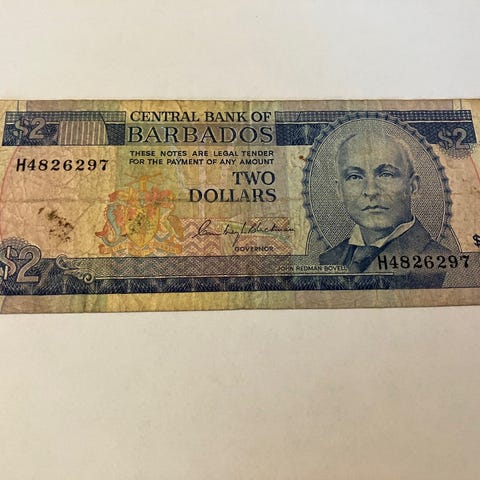 $2
CENTRAL BANK OF
BARBADOS
$2
THESE NOTES ARE LEGAL TENDER
FOR THE PAYMENT OF ANY AMOUNT
H4826297
TWO
DOLLARS
GOVERNOR
$2
JOHN REDMAN BOVELL
H4826297